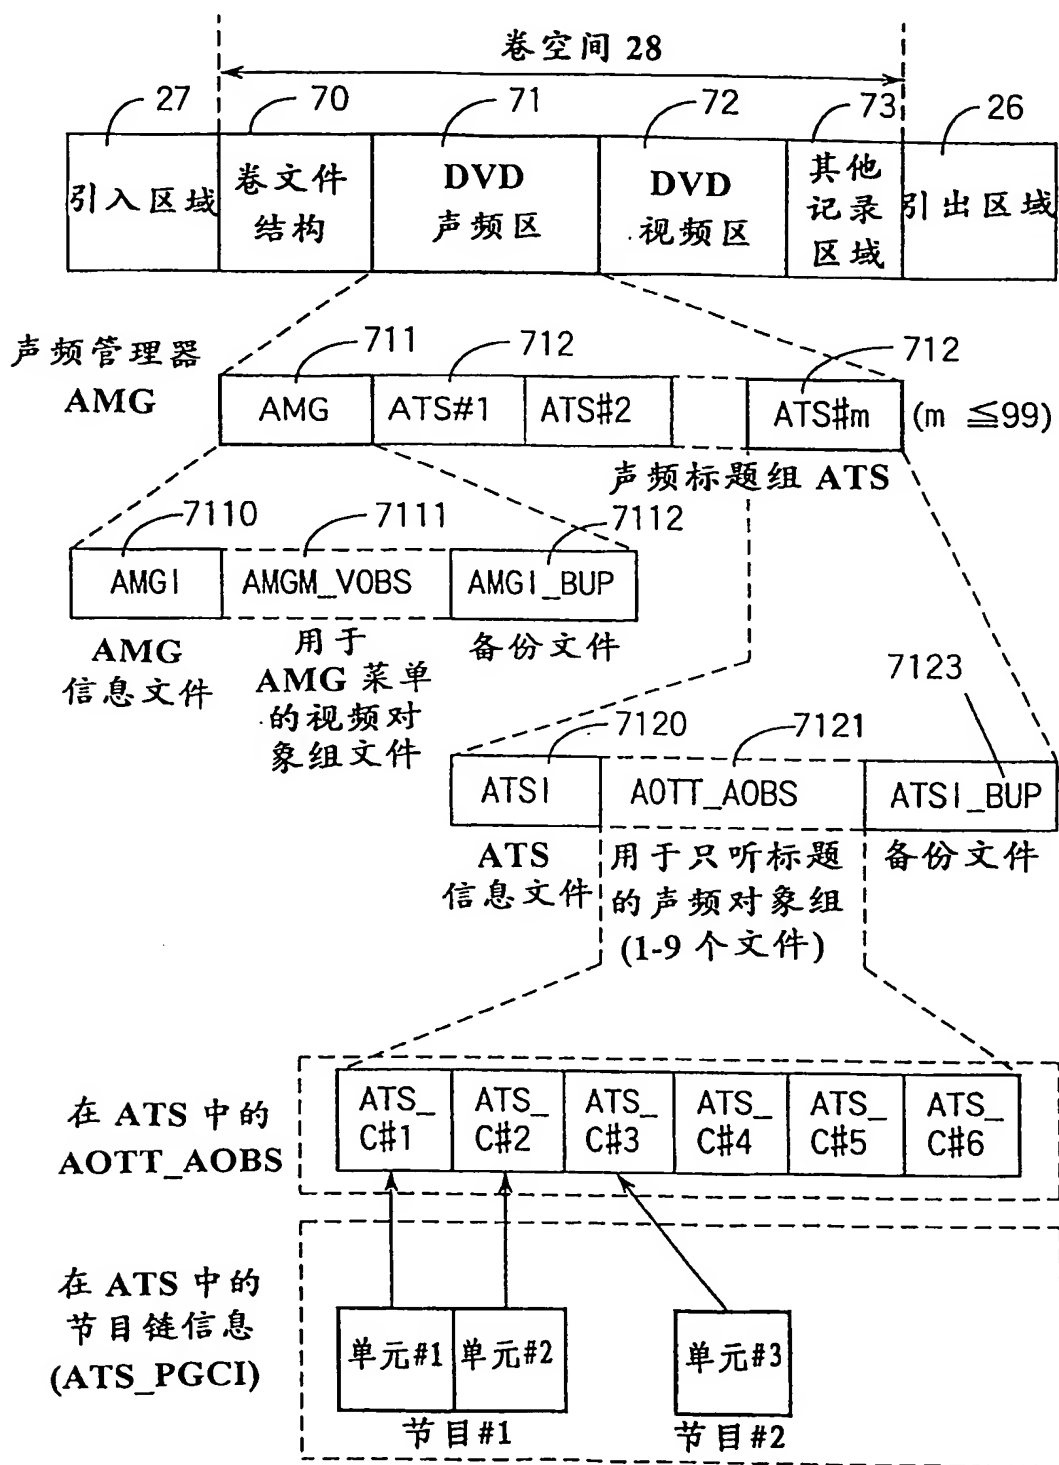 卷空间 28
27
70
71
72
73
26
引入区域
卷文件
结构
DVD
声频区
DVD
视频区
其他
记录
区域
引出区域
声频管理器
AMG
711
712
712
AMG
ATS#1
ATS#2
ATS#m
(m ≦99)
声频标题组 ATS
7110
7111
7112
AMGI
AMGM_VOBS
AMGI_BUP
AMG
信息文件
用于
AMG 菜单
的视频对
象组文件
备份文件
7123
7120
7121
ATSI
AOTT_AOBS
ATSI_BUP
ATS
信息文件
用于只听标题
的声频对象组
(1-9 个文件)
备份文件
在 ATS 中的
AOTT_AOBS
ATS_
C#1
ATS_
C#2
ATS_
C#3
ATS_
C#4
ATS_
C#5
ATS_
C#6
在 ATS 中的
节目链信息
(ATS_PGCI)
单元#1
单元#2
单元#3
节目#1
节目#2